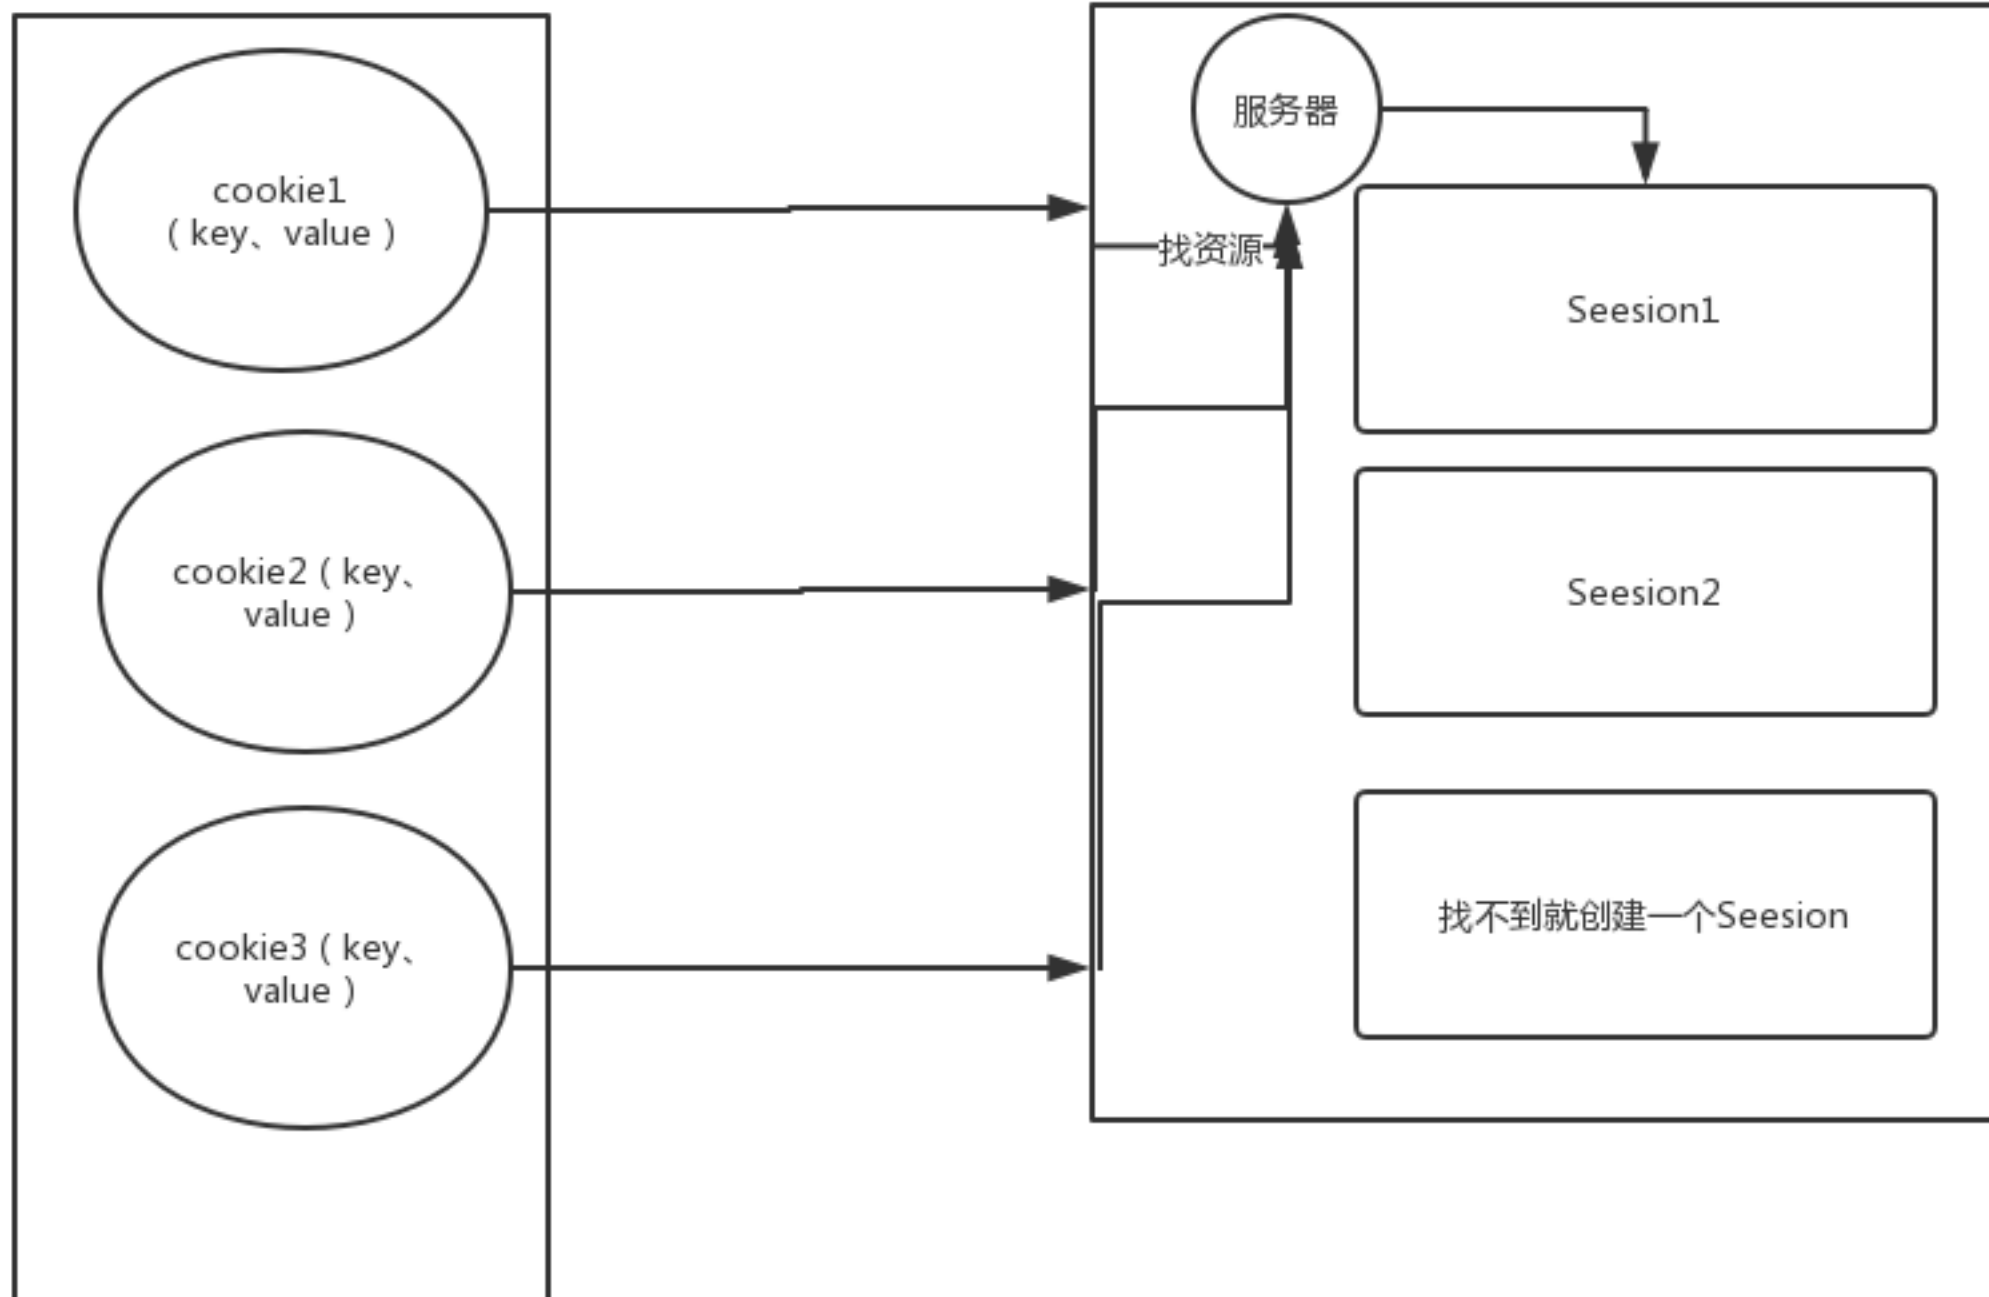 cookie1
（key、value）
cookie2（key、
value）
cookie3（key、
value）
服务器
找资源
Seesion1
Seesion2
找不到就创建一个Seesion